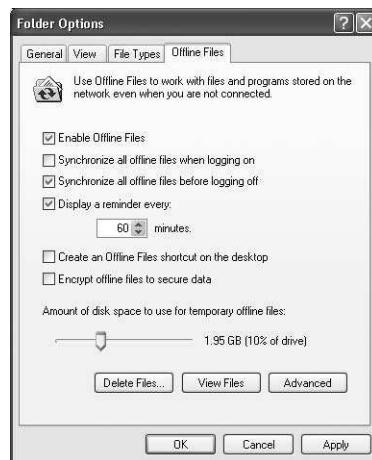 Folder Options
General View File Types Offline Files
Use Offline Files to work with files and programs stored on the
network even when you are not connected.
Enable Offline Files
Synchronize all offline files when logging on
Synchronize all offline files before logging off
Display a reminder every:
60 minutes.
Create an Offline Files shortcut on the desktop
Encrypt offline files to secure data
Amount of disk space to use for temporary offline files:
1.95 GB (10% of drive)
Delete Files... View Files Advanced
OK Cancel Apply